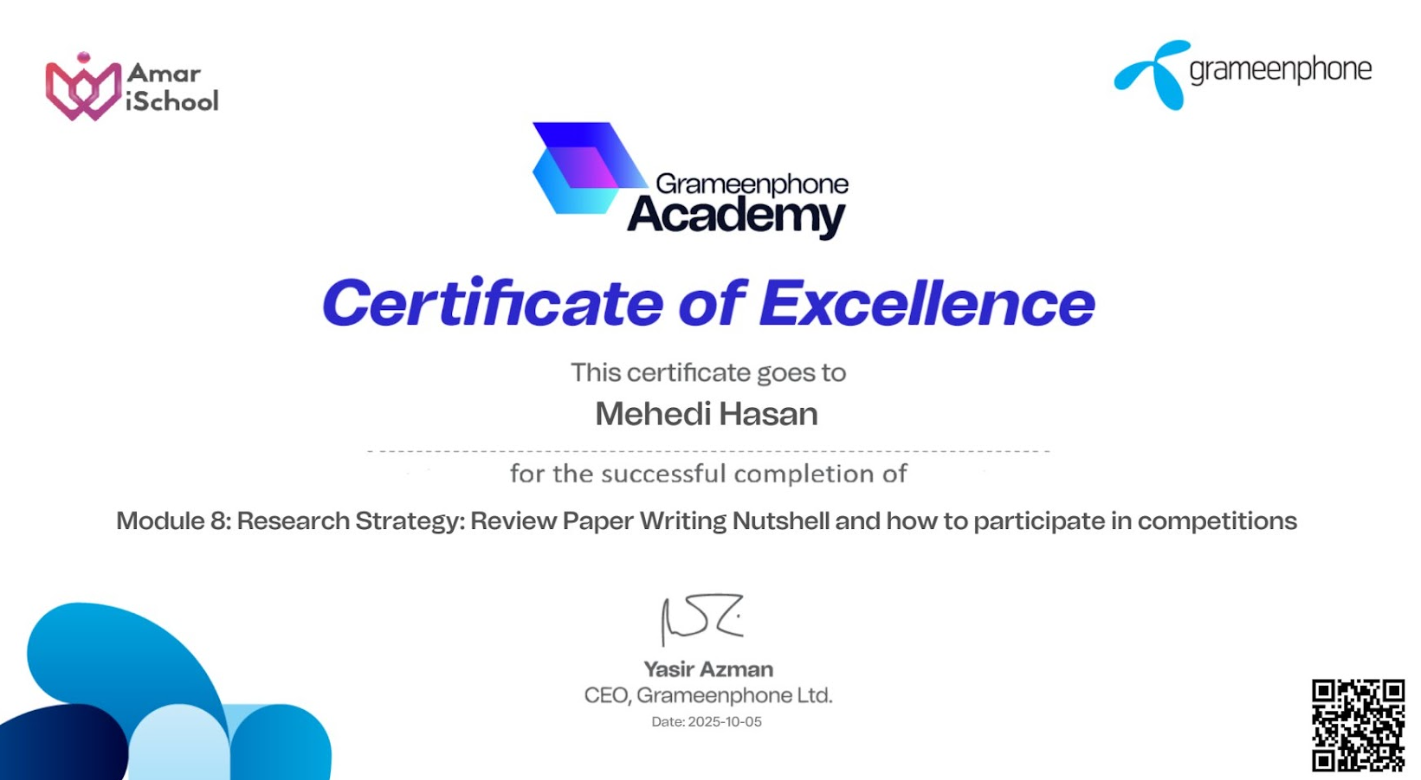 Amar
iSchool
grameenphone
Grameenphone
Academy
Certificate of Excellence
This certificate goes to
Mehedi Hasan
for the successful completion of
Module 8: Research Strategy: Review Paper Writing Nutshell and how to participate in competitions
Yasir Azman
CEO, Grameenphone Ltd.
Date: 2025-10-05